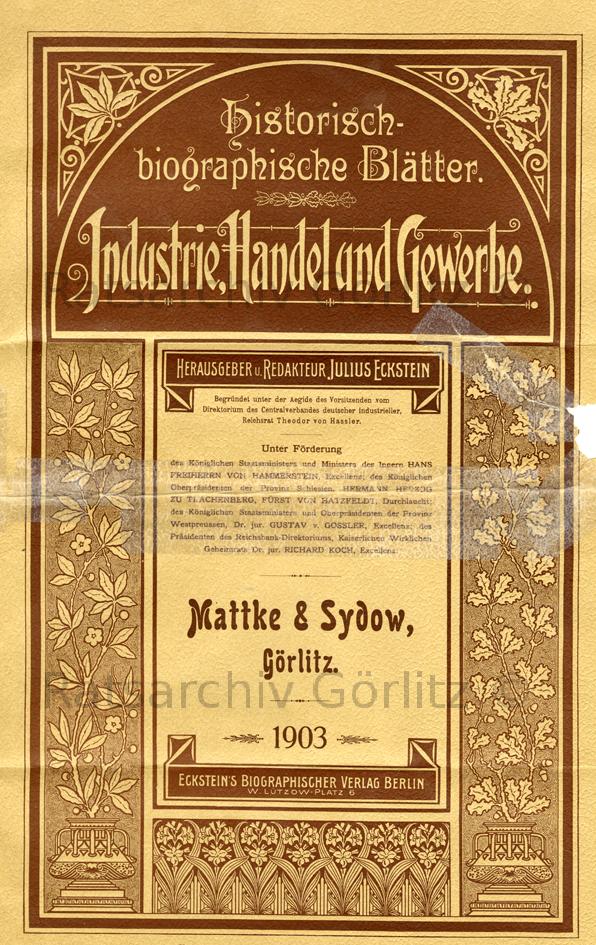 Historisch-
biographische Blätter.
Industrie, Handel und Gewerbe.
Ratsarchiv Görlitz ©
HERAUSGEBER u. REDAKTEUR JULIUS ECKSTEIN
Begründet unter der Aegide des Vorsitzenden vom
Direktorium des Centralverbandes deutscher Industrieller,
Reichsrat Theodor von Hassler.
Unter Förderung
des Königlichen Staatsministers und Ministers des Innern HANS
FREIHERRN VON HAMMERSTEIN, Excellenz; des Königlichen
Oberpräsidenten der Provinz Schlesien, HERMANN HERZOG
ZU TRACHENBERG, FÜRST VON HATZFELDT, Durchlaucht;
des Königlichen Staatsministers und Oberpräsidenten der Provinz
Westpreussen, Dr. jur. GUSTAV v. GOSSLER, Excellenz; des
Präsidenten des Reichsbank-Direktoriums, Kaiserlichen Wirklichen
Geheimrats Dr. jur. RICHARD KOCH, Excellenz.
Mattke & Sydow,
Görlitz.
Ratsarchiv Görlitz ©
1903
ECKSTEIN'S BIOGRAPHISCHER VERLAG BERLIN
W. LÜTZOW-PLATZ 6